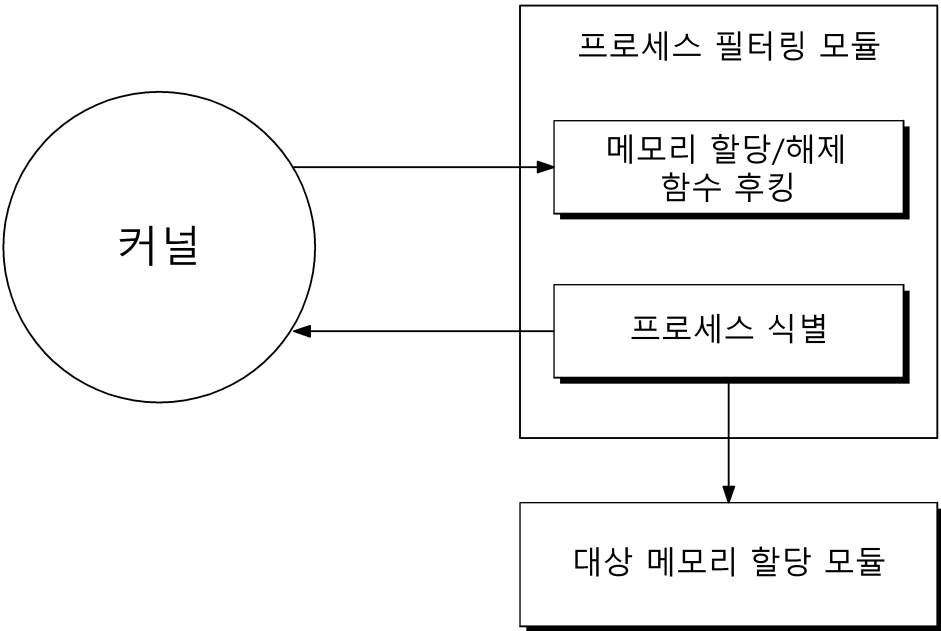 프로세스 필터링 모듈
메모리 할당/해제
함수 후킹
커널
프로세스 식별
대상 메모리 할당 모듈